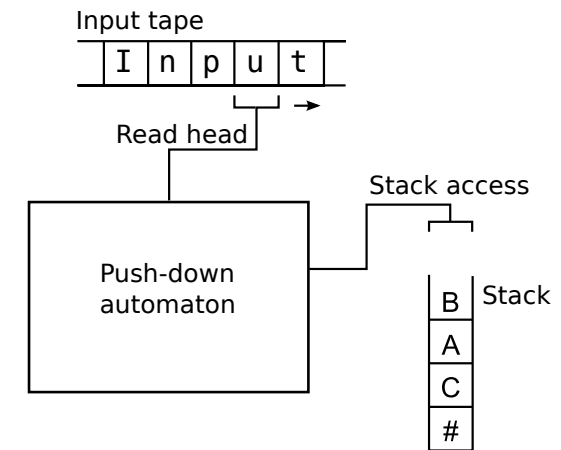 Input tape
I n p u t
Read head
Stack access
Push-down
automaton
B
Stack
A
C
#